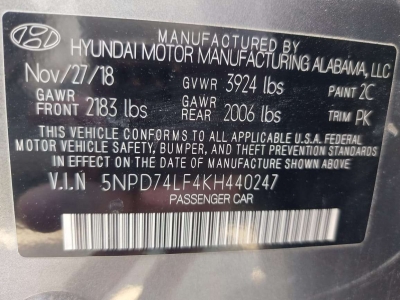 MANUFACTURED BY
HYUNDAI MOTOR MANUFACTURING ALABAMA, LLC
Nov/27/18 GVWR 3924 lbs PAINT 2C
GAWR FRONT 2183 lbs GAWR REAR 2006 lbs TRIM PK
THIS VEHICLE CONFORMS TO ALL APPLICABLE U.S.A FEDERAL
MOTOR VEHICLE SAFETY, BUMPER, AND THEFT PREVENTION
STANDARDS IN EFFECT ON THE DATE OF MANUFACTURE SHOWN ABOVE.
V.I.N 5NPD74LF4KH440247
PASSENGER CAR